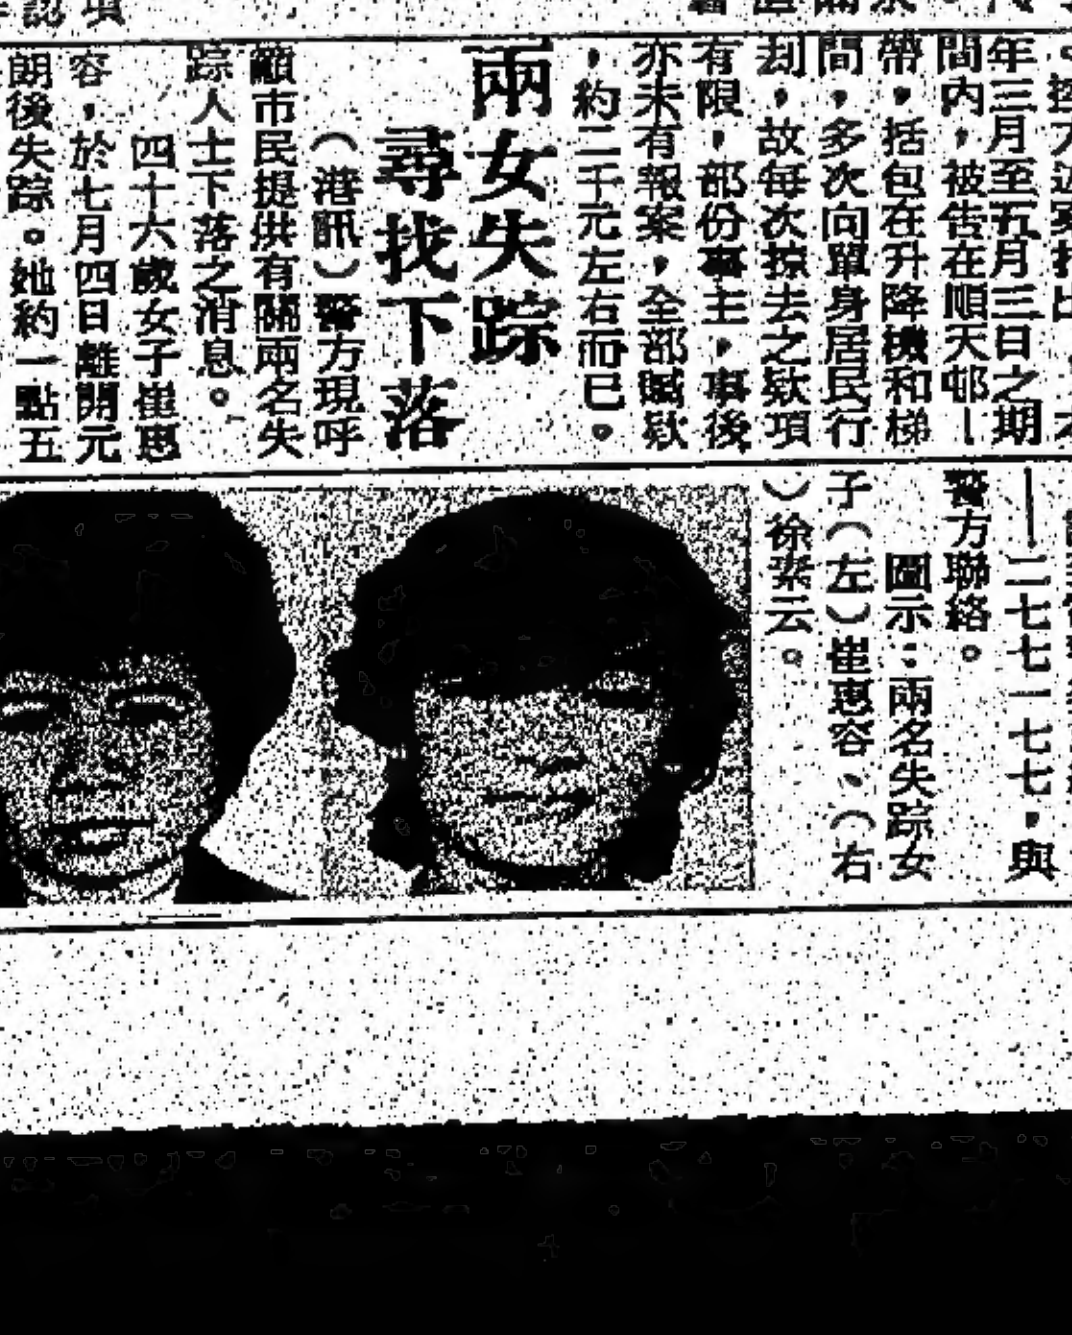 年三月至五月三日之期
間內，被告在順天邨—
帶，括包在升降機和梯
間，多次向單身居民行
刦，故每次掠去之欵項
有限，部份事主，事後
亦未有報案，全部贓欵
，約二千元左右而已。
兩女失踪
尋找下落
（港訊）警方現呼
籲市民提供有關兩名失
踪人士下落之消息。
四十六歲女子崔惠
容，於七月四日離開元
朗後失踪。她約一點五
—二七七一七七，與
警方聯絡。
圖示：兩名失踪女
子（左）崔惠容、（右
）徐素云。